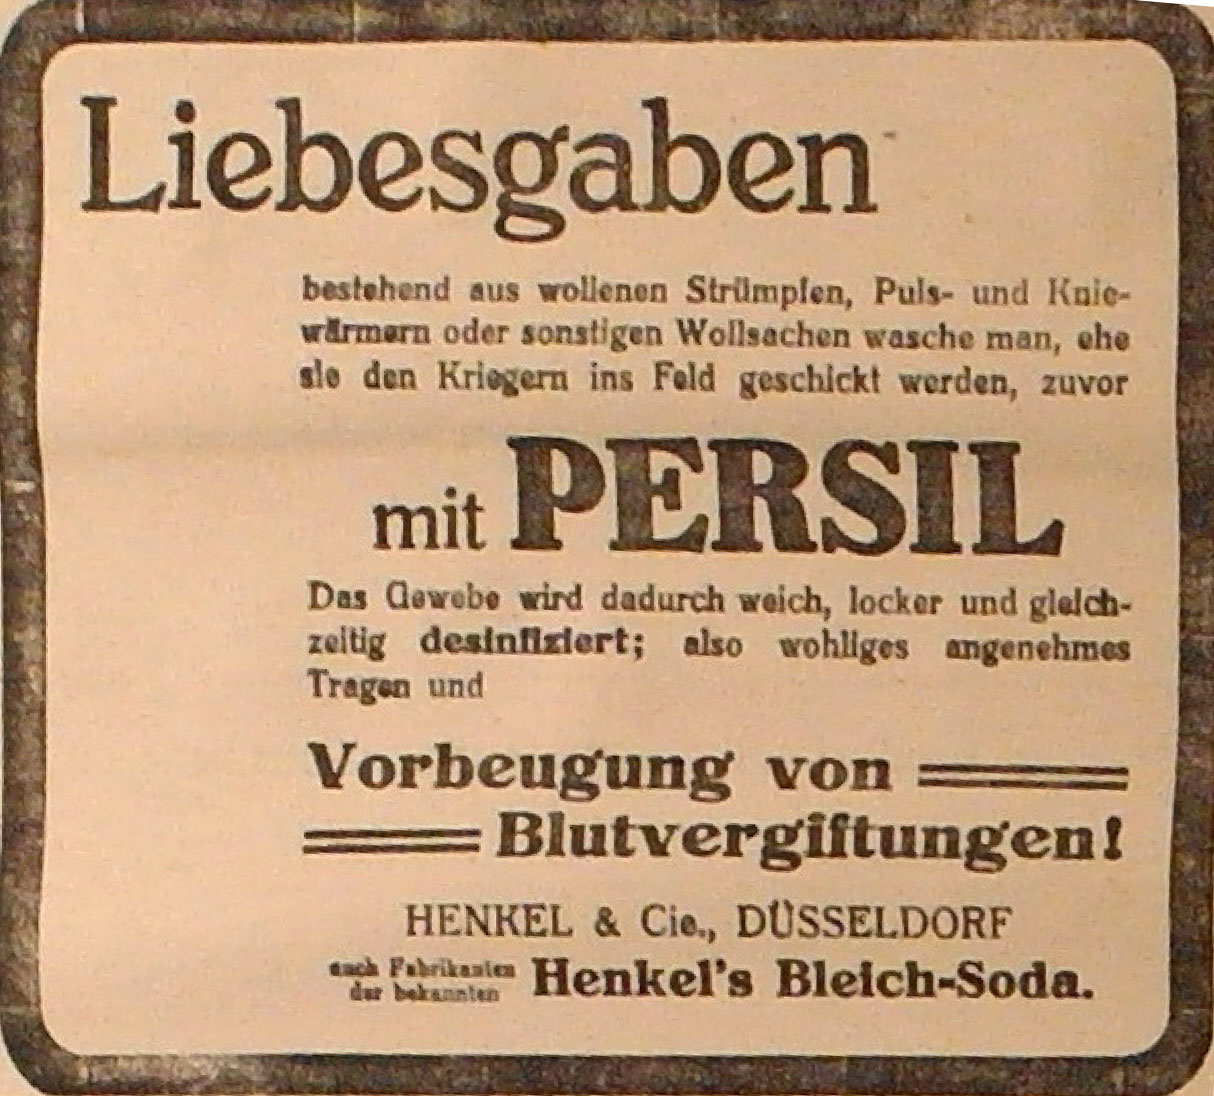 Liebesgaben
bestehend aus wollenen Strümpfen, Puls- und Knie-
wärmern oder sonstigen Wollsachen wasche man, ehe
sie den Kriegern ins Feld geschickt werden, zuvor
mit PERSIL
Das Gewebe wird dadurch weich, locker und gleich-
zeitig desinfiziert; also wohliges angenehmes
Tragen und
Vorbeugung von
Blutvergiftungen!
HENKEL & Cie., DÜSSELDORF
auch Fabrikanten
der bekannten
Henkel's Bleich-Soda.